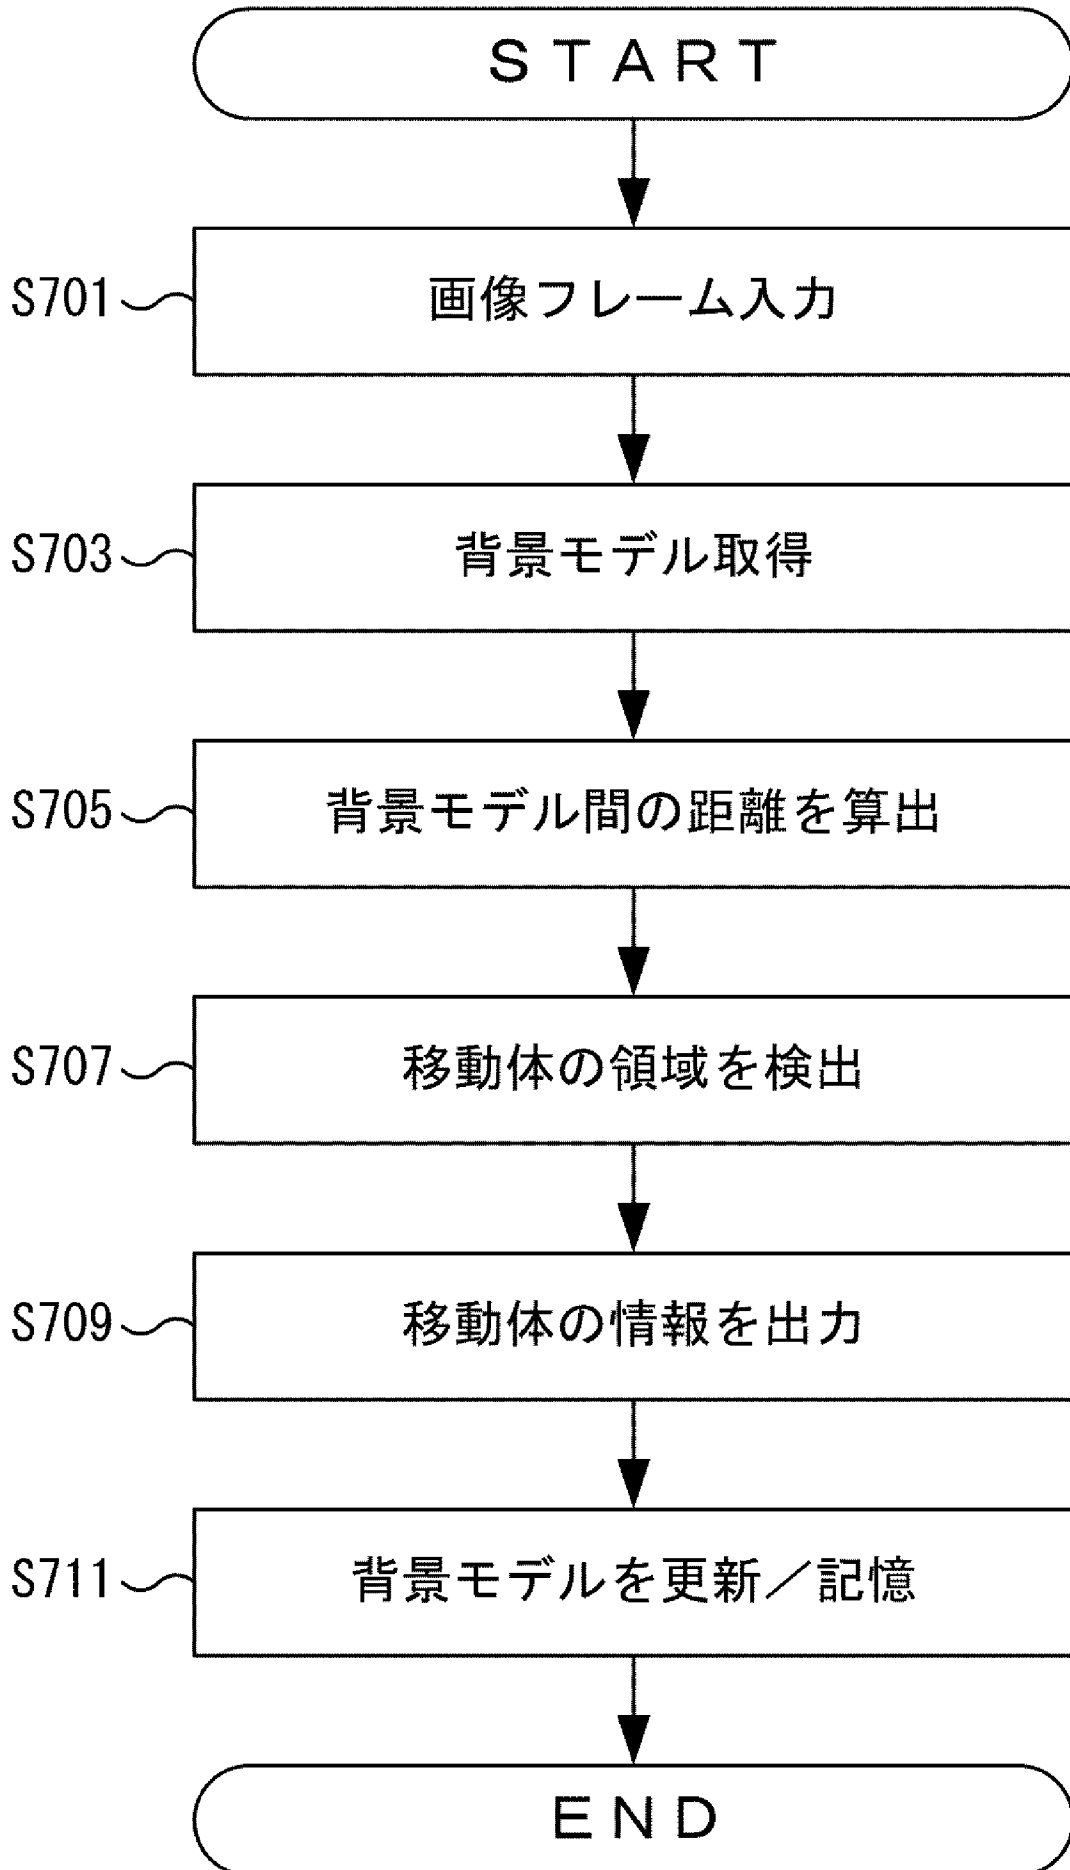 START
S701 画像フレーム入力
S703 背景モデル取得
S705 背景モデル間の距離を算出
S707 移動体の領域を検出
S709 移動体の情報を出力
S711 背景モデルを更新／記憶
END